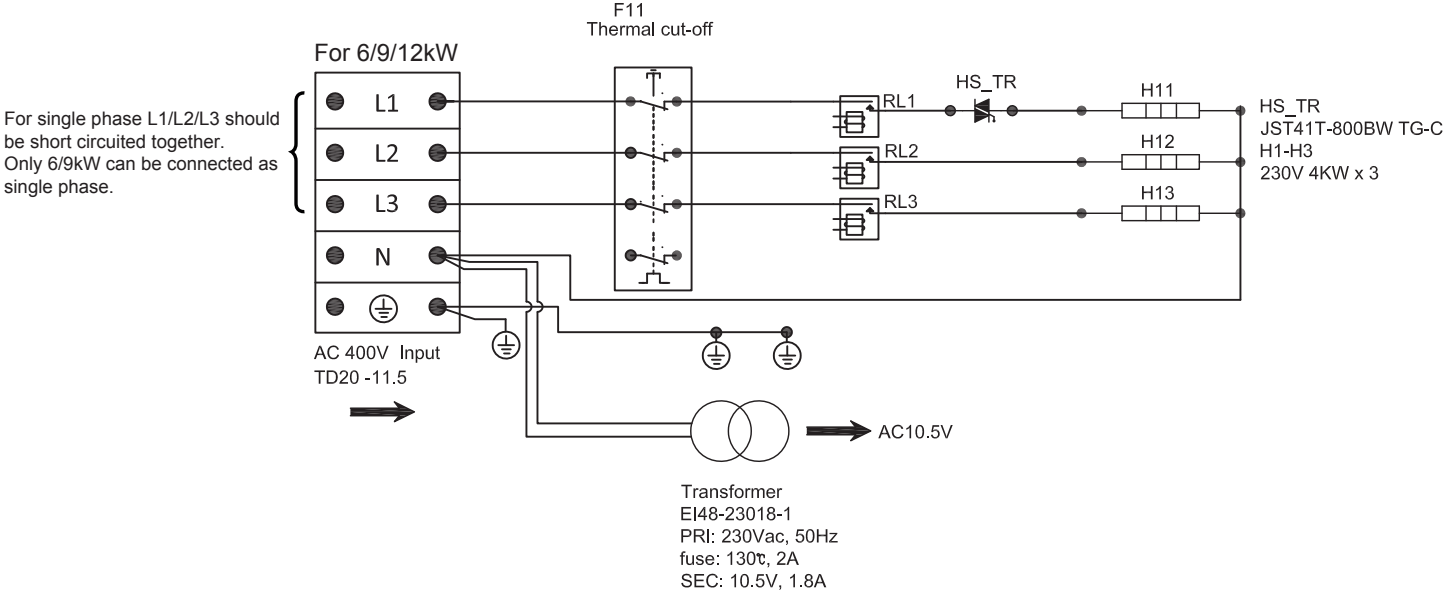 F11
Thermal cut-off
For 6/9/12kW
For single phase L1/L2/L3 should
be short circuited together.
Only 6/9kW can be connected as
single phase.
L1
L2
L3
N
RL1
RL2
RL3
HS_TR
H11
H12
H13
HS_TR
JST41T-800BW TG-C
H1-H3
230V 4KW x 3
AC 400V Input
TD20 -11.5
AC10.5V
Transformer
EI48-23018-1
PRI: 230Vac, 50Hz
fuse: 130℃, 2A
SEC: 10.5V, 1.8A